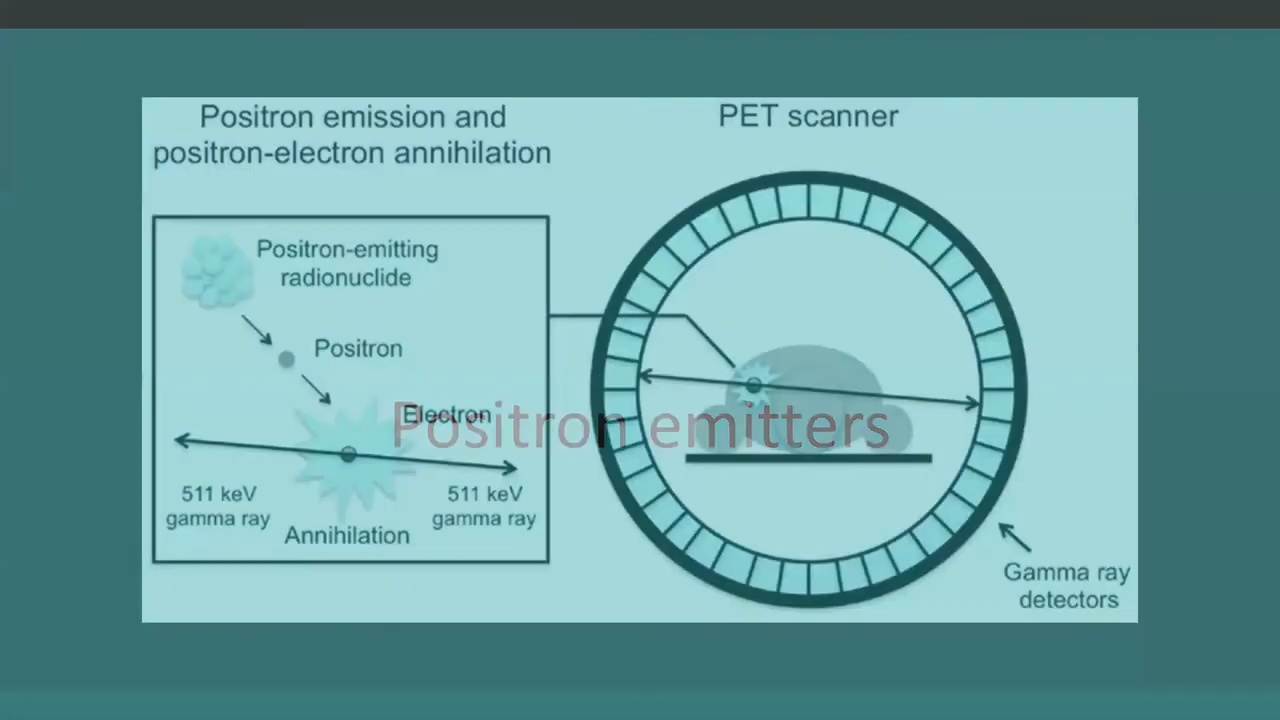 Positron emission and
positron-electron annihilation
Positron-emitting
radionuclide
Positron
Electron
511 keV
gamma ray
511 keV
gamma ray
Annihilation
PET scanner
Positron emitters
Gamma ray
detectors